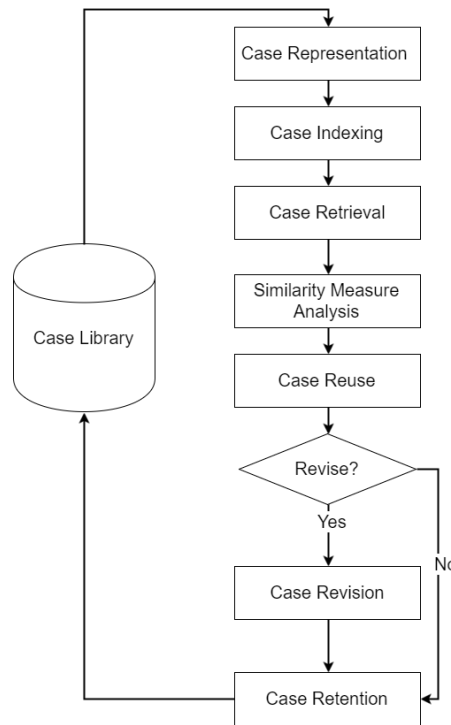 Case Representation
Case Indexing
Case Retrieval
Similarity Measure
Analysis
Case Library
Case Reuse
Revise?
Yes
No
Case Revision
Case Retention